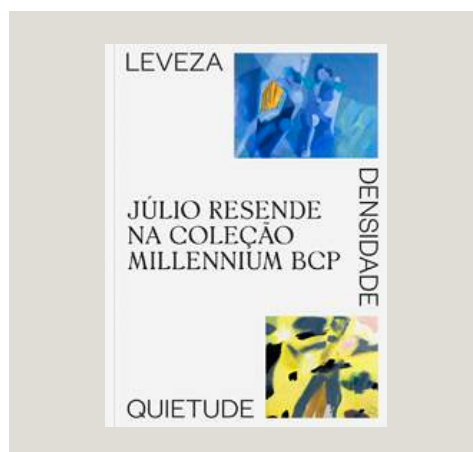 LEVEZA
DENSIDADE
JÚLIO RESENDE
NA COLEÇÃO
MILLENNIUM BCP
QUIETUDE